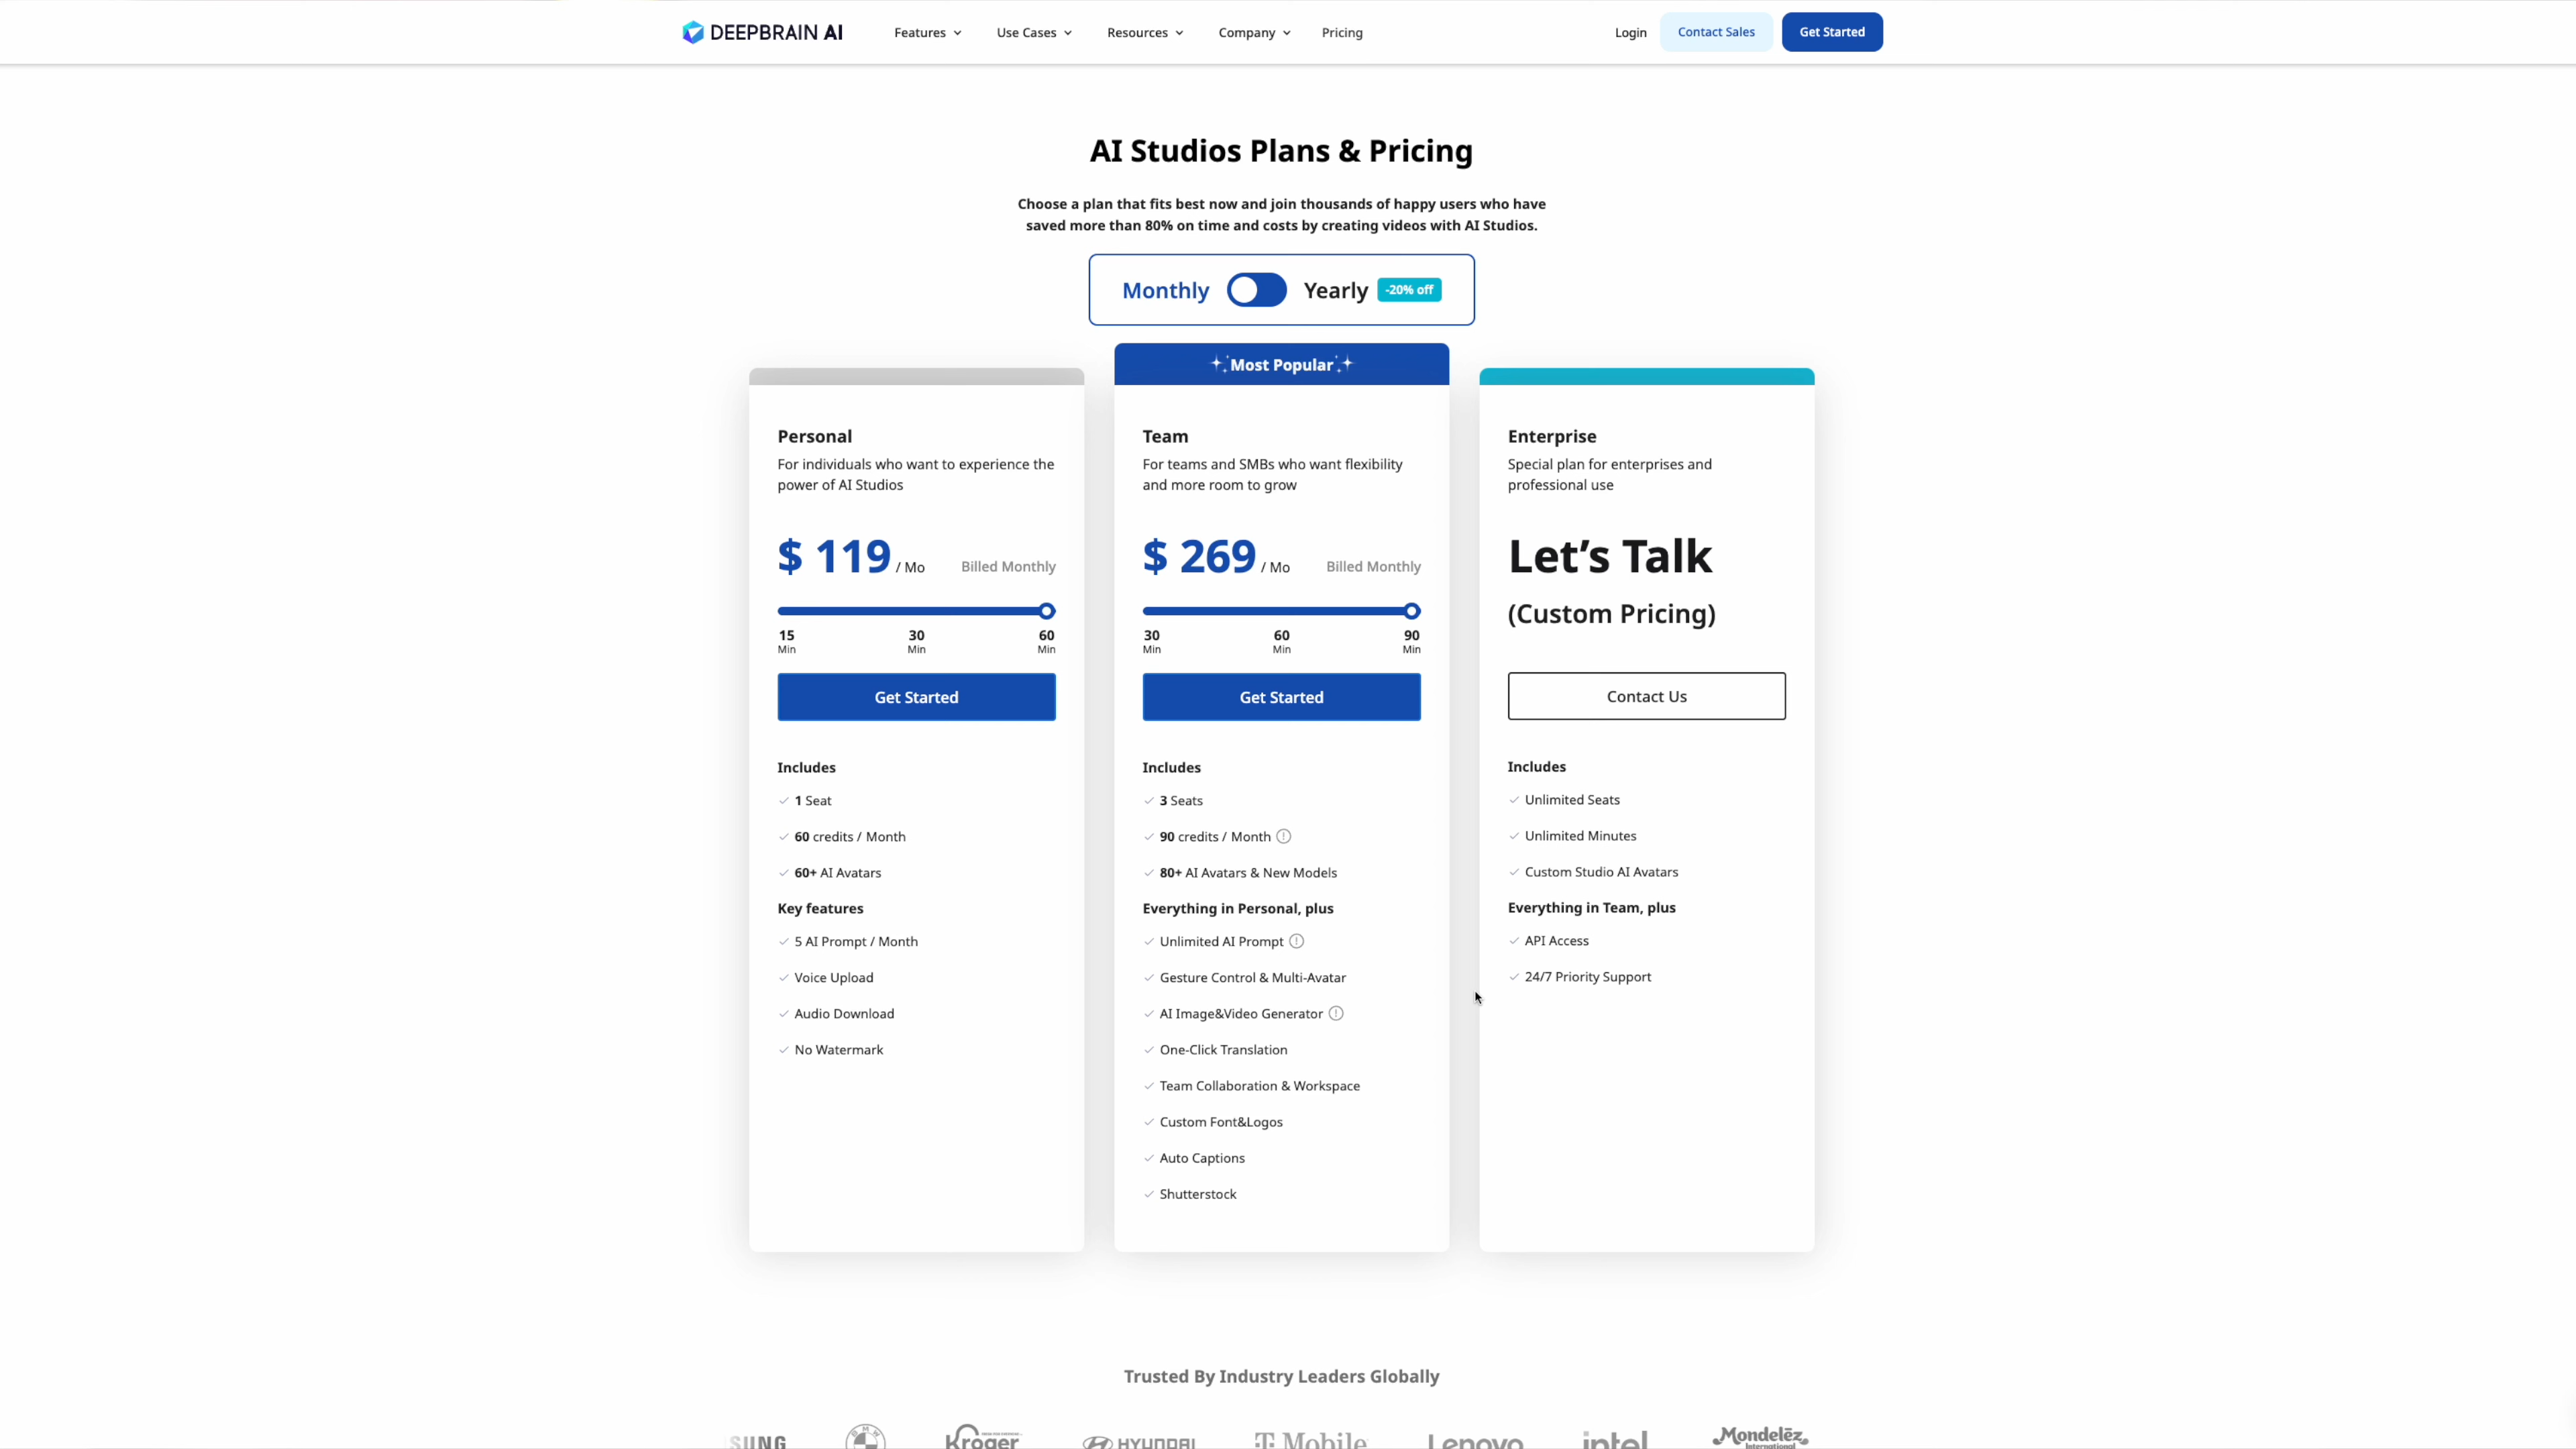 DEEPBRAIN AI
Features
Use Cases
Resources
Company
Pricing
Login
Contact Sales
Get Started
AI Studios Plans & Pricing
Choose a plan that fits best now and join thousands of happy users who have
saved more than 80% on time and costs by creating videos with AI Studios.
Monthly
Yearly
-20% off
Most Popular
Personal
For individuals who want to experience the
power of AI Studios
$ 119 / Mo Billed Monthly
15 30 60
Min Min Min
Get Started
Includes
1 Seat
60 credits / Month
60+ AI Avatars
Key features
5 AI Prompt / Month
Voice Upload
Audio Download
No Watermark
Team
For teams and SMBs who want flexibility
and more room to grow
$ 269 / Mo Billed Monthly
30 60 90
Min Min Min
Get Started
Includes
3 Seats
90 credits / Month
80+ AI Avatars & New Models
Everything in Personal, plus
Unlimited AI Prompt
Gesture Control & Multi-Avatar
AI Image&Video Generator
One-Click Translation
Team Collaboration & Workspace
Custom Font&Logos
Auto Captions
Shutterstock
Enterprise
Special plan for enterprises and
professional use
Let’s Talk
(Custom Pricing)
Contact Us
Includes
Unlimited Seats
Unlimited Minutes
Custom Studio AI Avatars
Everything in Team, plus
API Access
24/7 Priority Support
Trusted By Industry Leaders Globally
SUNG
BMW
Kroger
HYUNDAI
T Mobile
Lenovo
intel
Mondelēz
International